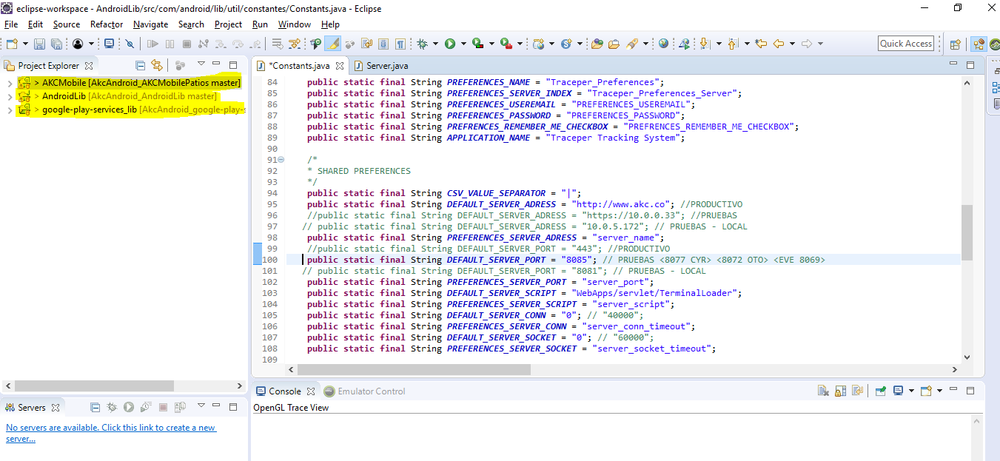 eclipse-workspace - AndroidLib/src/com/android/lib/util/constantes/Constants.java - Eclipse
File Edit Source Refactor Navigate Search Project Run Window Help
Quick Access
Project Explorer
> AKCMobile [AkcAndroid_AKCMobilePatios master]
> AndroidLib [AkcAndroid_AndroidLib master]
> google-play-services_lib [AkcAndroid_google-play-s
*Constants.java Server.java
84 public static final String PREFERENCES_NAME = "Traceper_Preferences";
85 public static final String PREFERENCES_SERVER_INDEX = "Traceper_Preferences_Server";
86 public static final String PREFERENCES_USEREMAIL = "PREFERENCES_USEREMAIL";
87 public static final String PREFERENCES_PASSWORD = "PREFERENCES_PASSWORD";
88 public static final String PREFRENCES_REMEMBER_ME_CHECKBOX = "PREFRENCES_REMEMBER_ME_CHECKBOX";
89 public static final String APPLICATION_NAME = "Traceper Tracking System";
90
91 /*
92 * SHARED PREFERENCES
93 */
94 public static final String CSV_VALUE_SEPARATOR = "|";
95 public static final String DEFAULT_SERVER_ADRESS = "http://www.akc.co"; //PRODUCTIVO
96 //public static final String DEFAULT_SERVER_ADRESS = "https://10.0.0.33"; //PRUEBAS
97 // public static final String DEFAULT_SERVER_ADRESS = "10.0.5.172"; // PRUEBAS - LOCAL
98 public static final String PREFERENCES_SERVER_ADRESS = "server_name";
99 //public static final String DEFAULT_SERVER_PORT = "443"; //PRODUCTIVO
100 public static final String DEFAULT_SERVER_PORT = "8085"; // PRUEBAS <8077 CYR> <8072 OTO> <EVE 8069>
101 // public static final String DEFAULT_SERVER_PORT = "8081"; // PRUEBAS - LOCAL
102 public static final String PREFERENCES_SERVER_PORT = "server_port";
103 public static final String DEFAULT_SERVER_SCRIPT = "WebApps/servlet/TerminalLoader";
104 public static final String PREFERENCES_SERVER_SCRIPT = "server_script";
105 public static final String DEFAULT_SERVER_CONN = "0"; // "40000";
106 public static final String PREFERENCES_SERVER_CONN = "server_conn_timeout";
107 public static final String DEFAULT_SERVER_SOCKET = "0"; // "60000";
108 public static final String PREFERENCES_SERVER_SOCKET = "server_socket_timeout";
109
Servers
No servers are available. Click this link to create a new
server...
Console Emulator Control
OpenGL Trace View